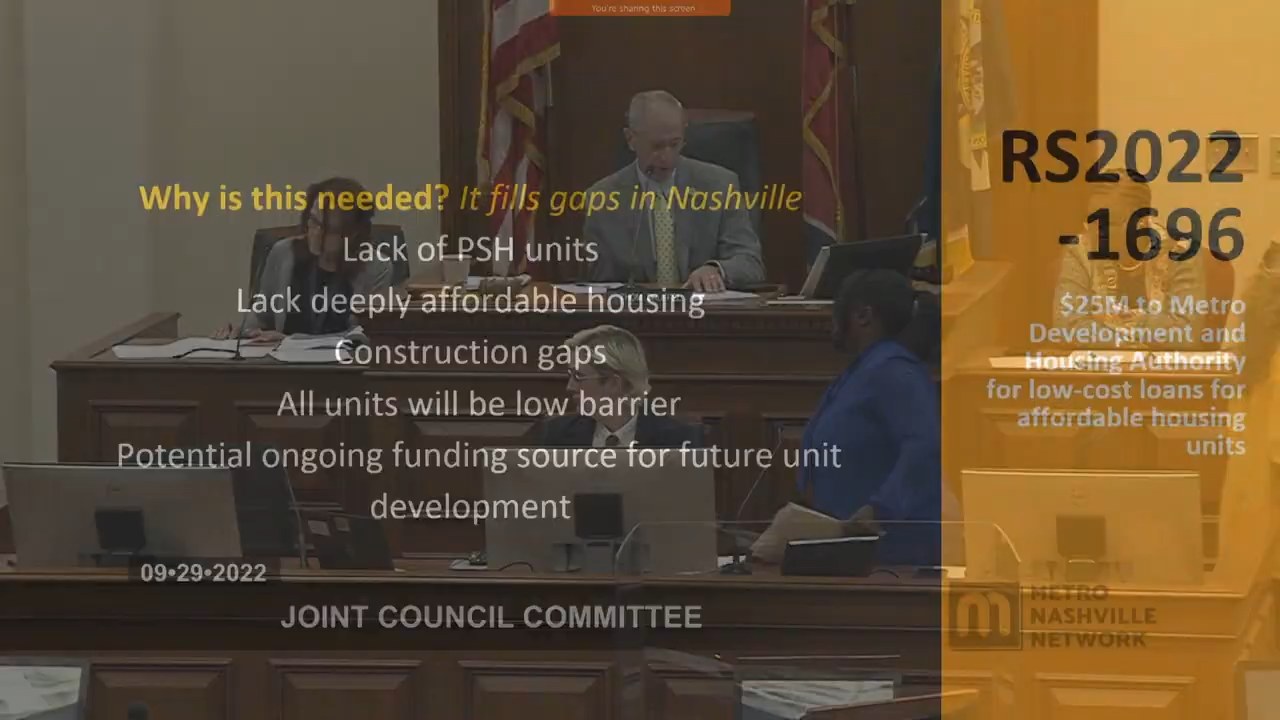 You're sharing this screen
Why is this needed? It fills gaps in Nashville
Lack of PSH units
Lack deeply affordable housing
Construction gaps
All units will be low barrier
Potential ongoing funding source for future unit
development
RS2022
-1696
$25M to Metro
Development and
Housing Authority
for low-cost loans for
affordable housing
units
09•29•2022
JOINT COUNCIL COMMITTEE
m METRO
NASHVILLE
NETWORK